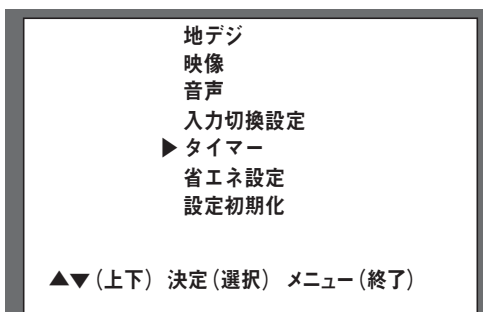 地デジ
映像
音声
入力切換設定
▶ タイマー
省エネ設定
設定初期化
▲▼(上下) 決定(選択) メニュー(終了)